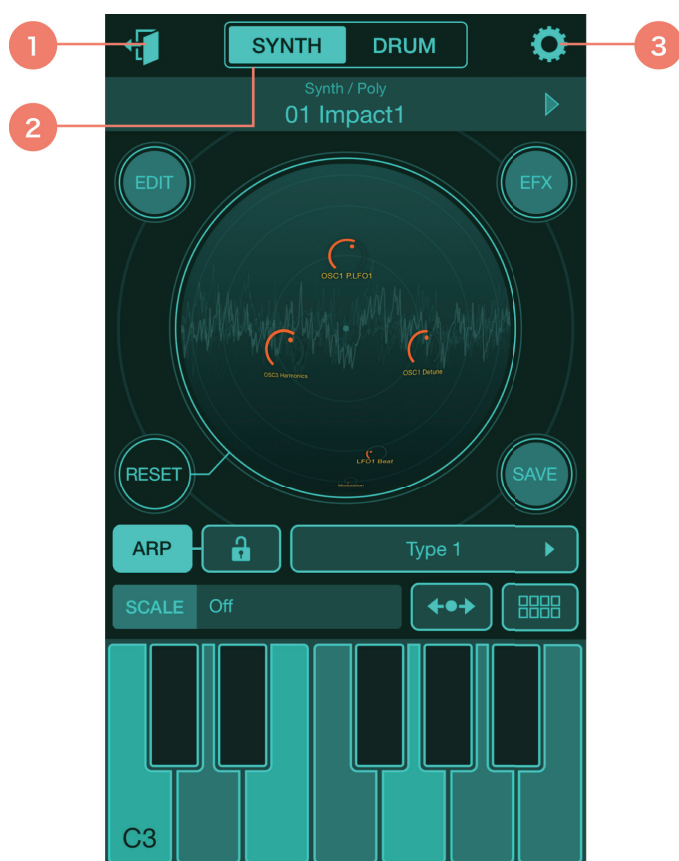 1
SYNTH DRUM
3
2
Synth / Poly
01 Impact1
EDIT
EFX
OSC1 P.LFO1
OSC3 Harmonics
OSC1 Detune
LFO1 Beat
RESET
SAVE
ARP
Type 1
SCALE Off
C3